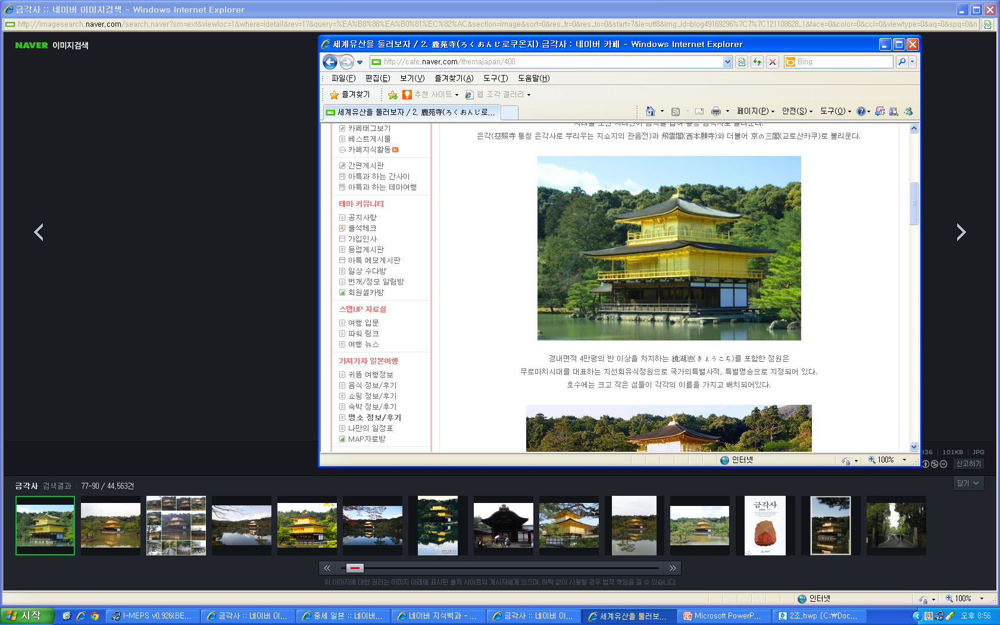 금각사 :: 네이버 이미지검색 - Windows Internet Explorer
http://imagesearch.naver.com/search.naver?sm=ext&viewloc=1&where=idetail&rev=17&query=%EA%B8%88%EA%B0%81%EC%82%AC&section=image&sort=0&res_fr=0&res_to=0&start=7&ie=utf8&img_id=blog49169296%7C7%7C121108628_1&face=0&color=0&ccl=0&viewtype=0&aq=0&spq=0&n
NAVER 이미지검색
세계유산을 둘러보자 / 2. 鹿苑寺(ろくおんじ로쿠온지) 금각사 : 네이버 카페 - Windows Internet Explorer
http://cafe.naver.com/themajapan/400
Bing
파일(F) 편집(E) 보기(V) 즐겨찾기(A) 도구(T) 도움말(H)
즐겨찾기 추천 사이트 웹 조각 갤러리
세계유산을 둘러보자 / 2. 鹿苑寺(ろくおんじ로...
페이지(P) 안전(S) 도구(O)
카페태그보기
베스트게시물
카페지식활동 N
간편게시판
아톡과 하는 간사이
아톡과 하는 테마여행
테마 커뮤니티
공지사항
출석체크
가입인사
등업게시판
아톡 메모게시판
일상 수다방
번개/정모 알림방
회원셀카방
스텝UP 자료실
여행 입문
파워 링크
여행 뉴스
가져가자 일본여행
귀뜸 여행정보
음식 정보/후기
쇼핑 정보/후기
숙박 정보/후기
명소 정보/후기
나만의 일정표
MAP자료방
은각(慈照寺 통칭 은각사로 부리우는 지쇼지의 관음전)과 飛雲閣(西本願寺)와 더불어 京の三閣(교토산카쿠)로 불리운다.
경내면적 4만평의 반 이상을 차지하는 鏡湖池(きょうこち)를 포함한 정원은
무로마치시대를 대표하는 지선회유식정원으로 국가의특별사적, 특별명승으로 지정되어 있다.
호수에는 크고 작은 섬들이 각각의 이름을 가지고 배치되어있다.
인터넷 100%
336 | 101KB | JPG
신고하기
금각사 검색결과 | 77-90 / 44,563건
닫기
금각사
위 이미지에 대한 권리는 이미지 아래에 표시된 출처 사이트의 게시자에게 있으며, 허락 없이 사용할 경우 법적 책임을 질 수 있습니다.
인터넷 100%
시작
I-MEPS v0,926(BE...
금각사 :: 네이버 이...
중세 일본 :: 네이버...
네이버 지식백과 - ...
금각사 :: 네이버 이...
세계유산을 둘러보...
Microsoft PowerP...
2조.hwp [C:₩Doc...
한
오후 8:56